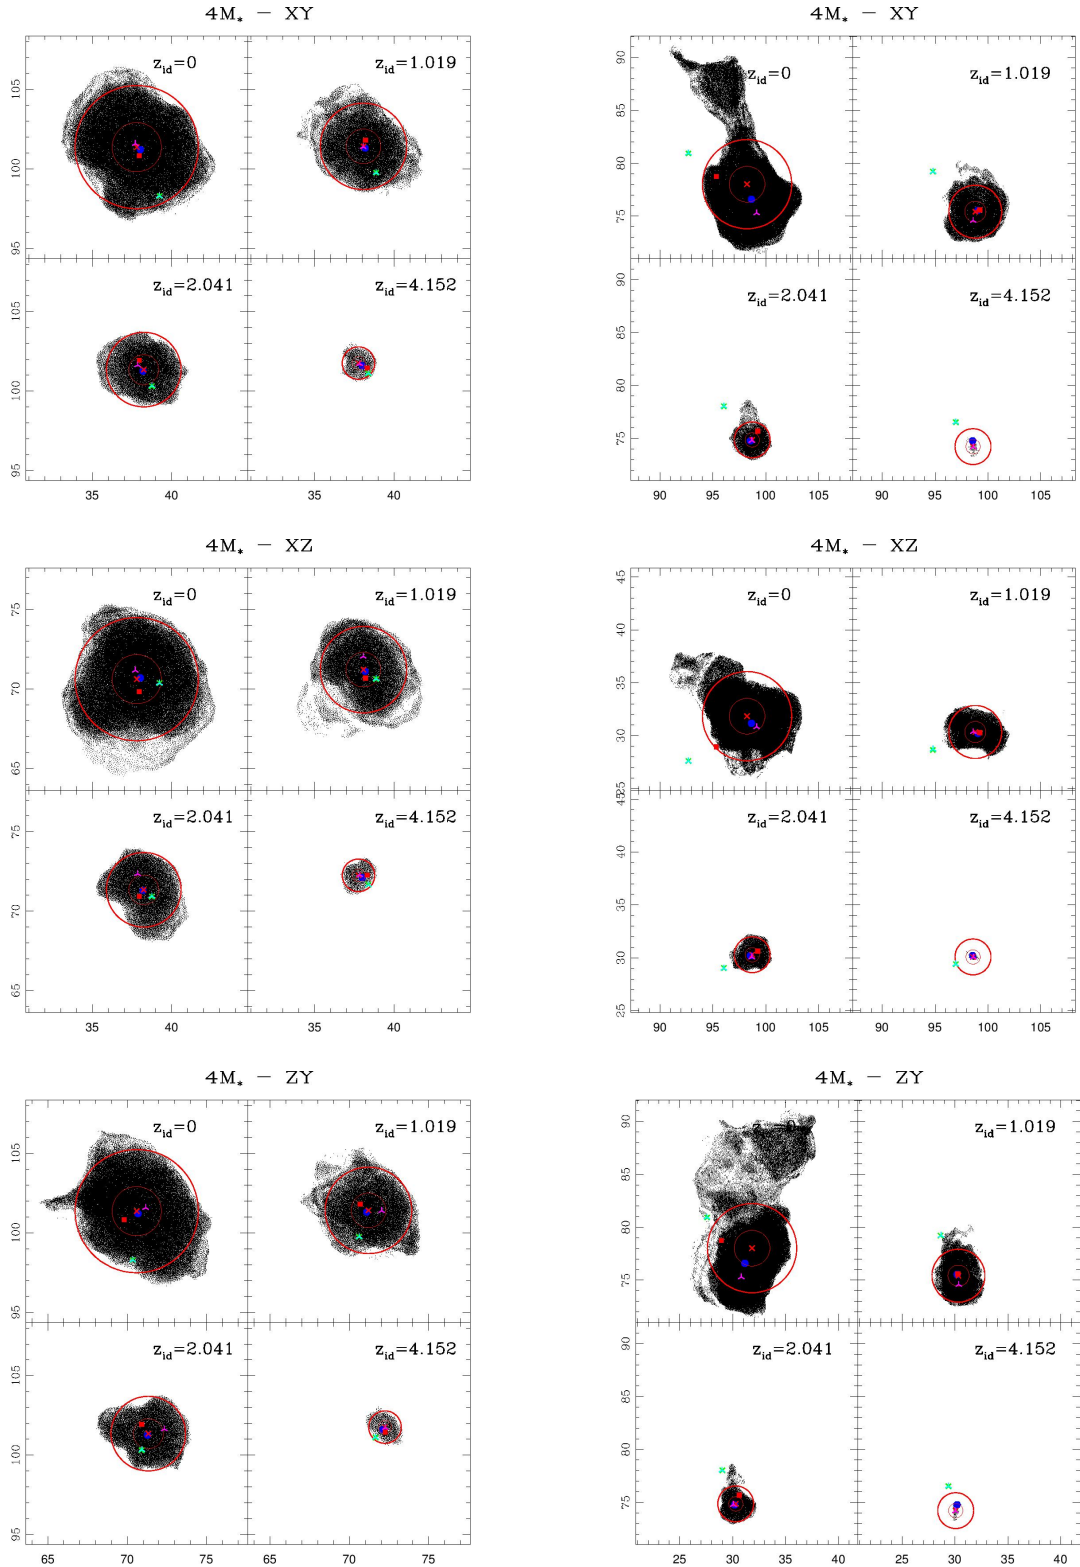 4M* − XY
z_id=0
z_id=1.019
105
100
95
z_id=2.041
z_id=4.152
105
100
95
35 40 35 40
4M* − XY
z_id=0
z_id=1.019
90
85
80
75
z_id=2.041
z_id=4.152
90
85
80
75
90 95 100 105 90 95 100 105
4M* − XZ
z_id=0
z_id=1.019
75
70
65
z_id=2.041
z_id=4.152
75
70
65
35 40 35 40
4M* − XZ
z_id=0
z_id=1.019
45
40
35
30
25
z_id=2.041
z_id=4.152
45
40
35
30
25
90 95 100 105 90 95 100 105
4M* − ZY
z_id=0
z_id=1.019
105
100
95
z_id=2.041
z_id=4.152
105
100
95
65 70 75 65 70 75
4M* − ZY
z_id=1.019
90
85
80
75
z_id=2.041
z_id=4.152
90
85
80
75
25 30 35 40 25 30 35 40